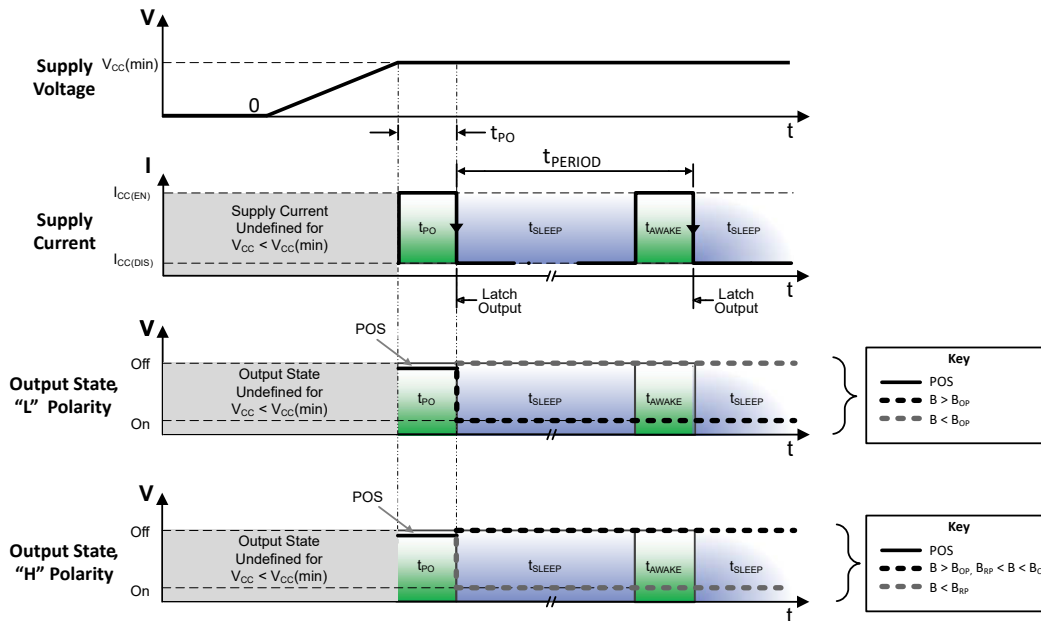 V
Supply
Voltage
VCC(min)
0
t
tPO
tPERIOD
I
Supply
Current
ICC(EN)
ICC(DIS)
Supply Current
Undefined for
VCC < VCC(min)
tPO
tSLEEP
tAWAKE
tSLEEP
//
t
Latch
Output
Latch
Output
V
POS
Output State,
“L” Polarity
Off
On
Output State
Undefined for
VCC < VCC(min)
tPO
tSLEEP
tAWAKE
tSLEEP
//
t
Key
POS
B > BOP
B < BOP
V
POS
Output State,
“H” Polarity
Off
On
Output State
Undefined for
VCC < VCC(min)
tPO
tSLEEP
tAWAKE
tSLEEP
//
t
Key
POS
B > BOP, BRP < B <
B < BRP